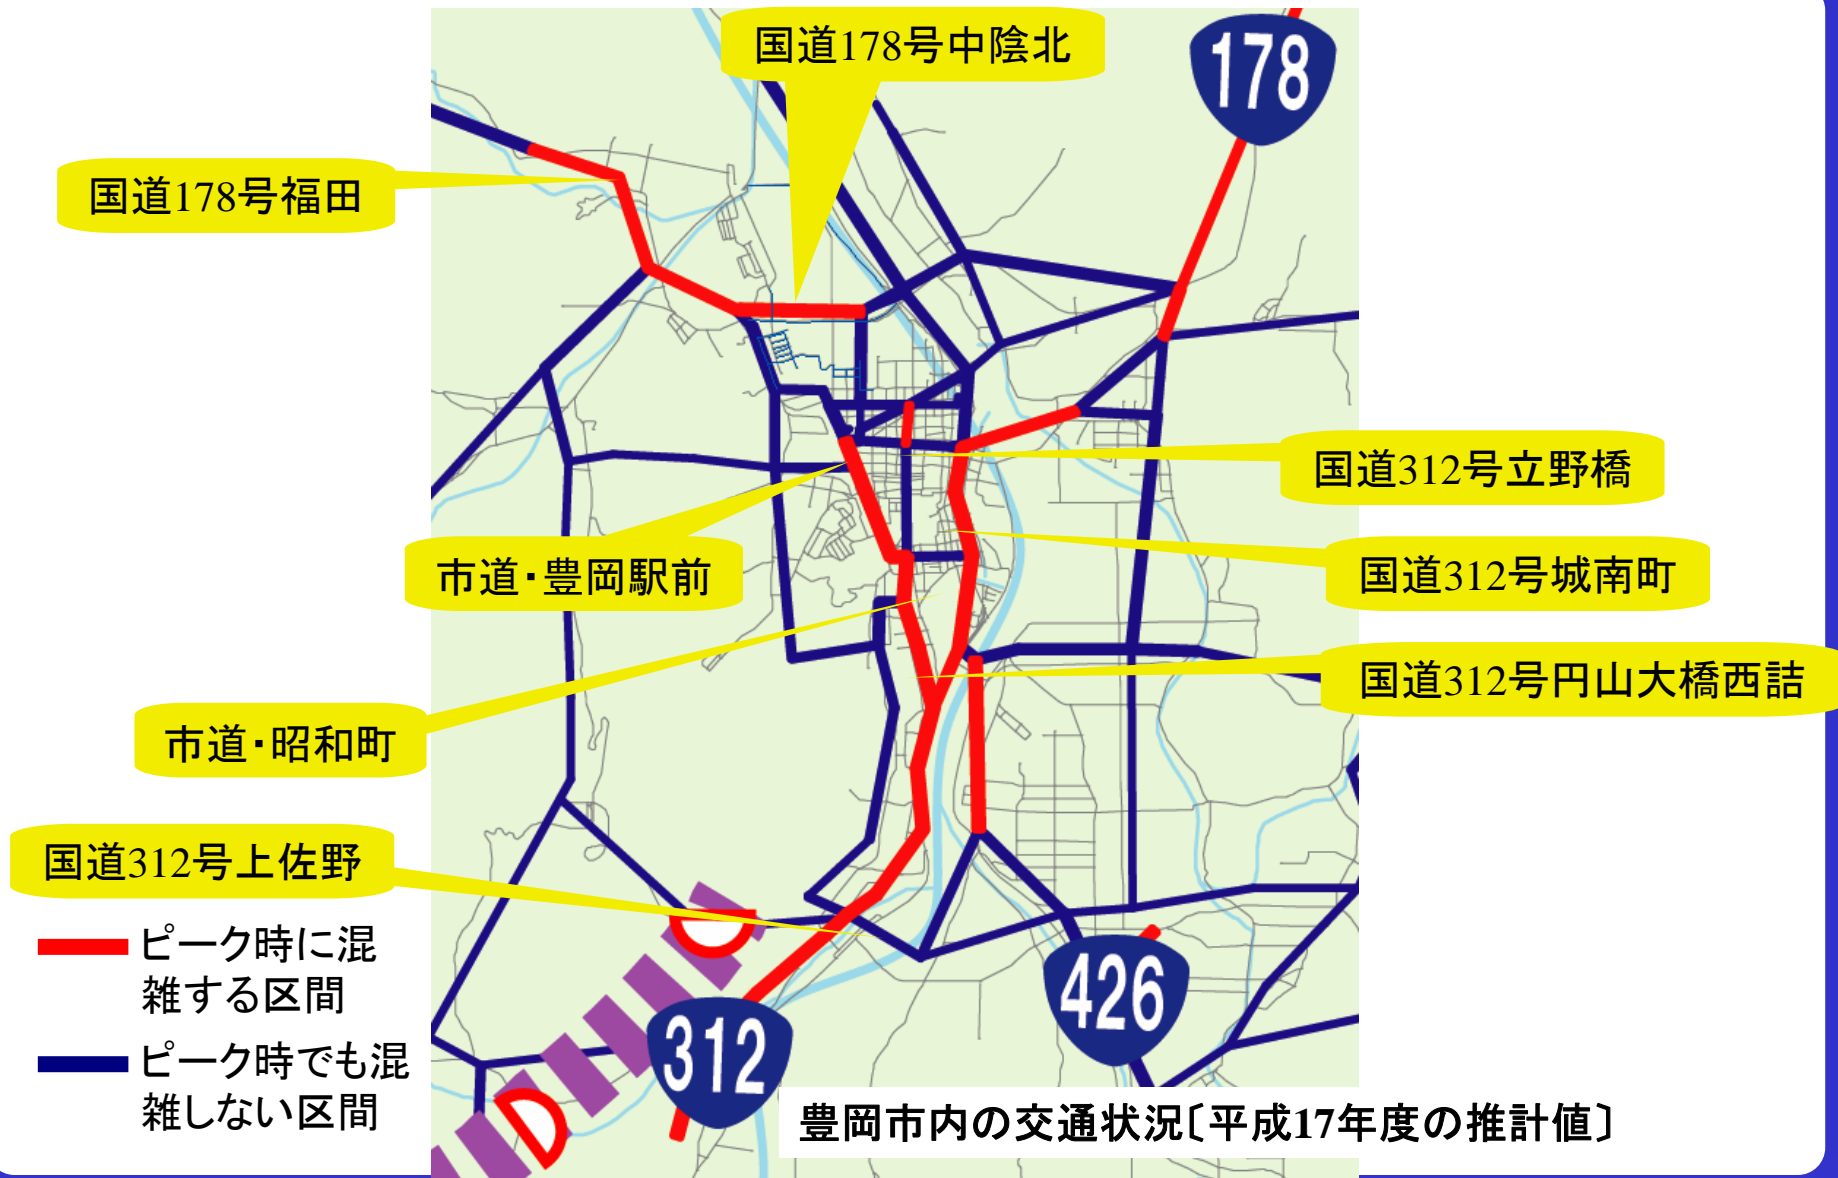 国道178号中陰北
178
国道178号福田
国道312号立野橋
市道・豊岡駅前
国道312号城南町
国道312号円山大橋西詰
市道・昭和町
国道312号上佐野
ピーク時に混
雑する区間
ピーク時でも混
雑しない区間
426
312
豊岡市内の交通状況〔平成17年度の推計値〕